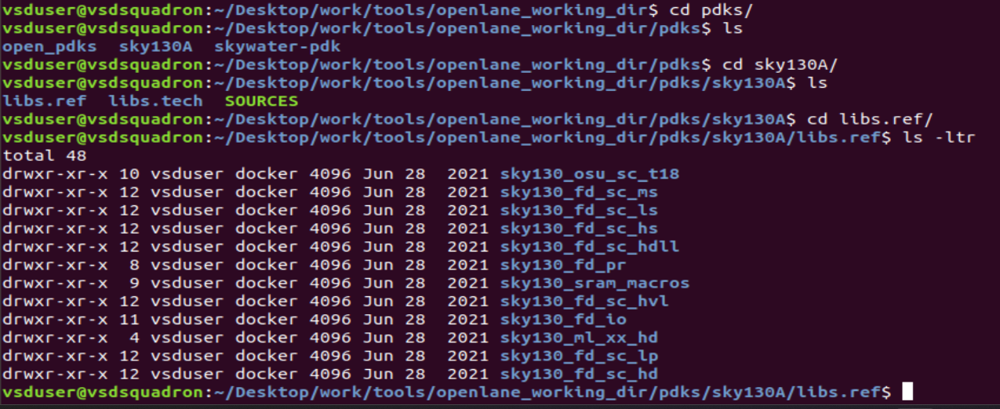 vsduser@vsdsquadron:~/Desktop/work/tools/openlane_working_dir$ cd pdks/
vsduser@vsdsquadron:~/Desktop/work/tools/openlane_working_dir/pdks$ ls
open_pdks  sky130A  skywater-pdk
vsduser@vsdsquadron:~/Desktop/work/tools/openlane_working_dir/pdks$ cd sky130A/
vsduser@vsdsquadron:~/Desktop/work/tools/openlane_working_dir/pdks/sky130A$ ls
libs.ref  libs.tech  SOURCES
vsduser@vsdsquadron:~/Desktop/work/tools/openlane_working_dir/pdks/sky130A$ cd libs.ref/
vsduser@vsdsquadron:~/Desktop/work/tools/openlane_working_dir/pdks/sky130A/libs.ref$ ls -ltr
total 48
drwxr-xr-x 10 vsduser docker 4096 Jun 28  2021 sky130_osu_sc_t18
drwxr-xr-x 12 vsduser docker 4096 Jun 28  2021 sky130_fd_sc_ms
drwxr-xr-x 12 vsduser docker 4096 Jun 28  2021 sky130_fd_sc_ls
drwxr-xr-x 12 vsduser docker 4096 Jun 28  2021 sky130_fd_sc_hs
drwxr-xr-x 12 vsduser docker 4096 Jun 28  2021 sky130_fd_sc_hdll
drwxr-xr-x  8 vsduser docker 4096 Jun 28  2021 sky130_fd_pr
drwxr-xr-x  9 vsduser docker 4096 Jun 28  2021 sky130_sram_macros
drwxr-xr-x 12 vsduser docker 4096 Jun 28  2021 sky130_fd_sc_hvl
drwxr-xr-x 11 vsduser docker 4096 Jun 28  2021 sky130_fd_io
drwxr-xr-x  4 vsduser docker 4096 Jun 28  2021 sky130_ml_xx_hd
drwxr-xr-x 12 vsduser docker 4096 Jun 28  2021 sky130_fd_sc_lp
drwxr-xr-x 12 vsduser docker 4096 Jun 28  2021 sky130_fd_sc_hd
vsduser@vsdsquadron:~/Desktop/work/tools/openlane_working_dir/pdks/sky130A/libs.ref$